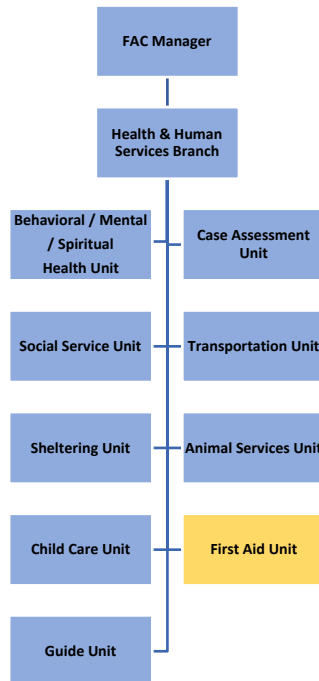 FAC Manager
Health & Human
Services Branch
Behavioral / Mental
/ Spiritual
Health Unit
Case Assessment
Unit
Social Service Unit
Transportation Unit
Sheltering Unit
Animal Services Unit
Child Care Unit
First Aid Unit
Guide Unit